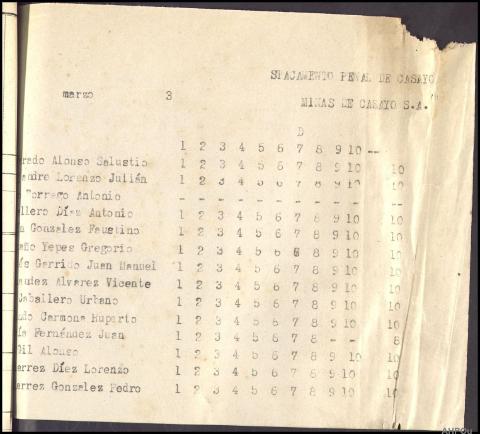 SPACAMENTO PENAL DE CASAYO
marzo 3 MINAS DE CASAYO S.A.
D
1 2 3 4 5 6 7 8 9 10 --
rado Alonso Salustio 1 2 3 4 5 6 7 8 9 10 10
andre Lorenzo Julián 1 2 3 4 5 6 7 8 9 10 10
Borrego Antonio - - - - - - - - - - --
llero Díaz Antonio 1 2 3 4 5 6 7 8 9 10 10
Gonzalez Faustino 1 2 3 4 5 6 7 8 9 10 10
año Yepes Gregorio 1 2 3 4 5 6 8 9 10 10
s Garrido Juan Manuel 1 2 3 4 5 6 7 8 9 10 10
Alvarez Vicente 1 2 3 4 5 6 7 8 9 10 10
Caballero Urbano 1 2 3 4 5 6 7 8 9 10 10
Carmona Ruperto 1 2 3 4 5 6 7 8 9 10 10
Fernández Juan 1 2 3 4 5 6 7 8 - - 8
Gil Alonso 1 2 3 4 5 6 7 8 9 10 10
errez Díez Lorenzo 1 2 3 4 5 6 7 8 9 10 10
errez Gonzalez Pedro 1 2 3 4 5 6 7 8 9 10 10